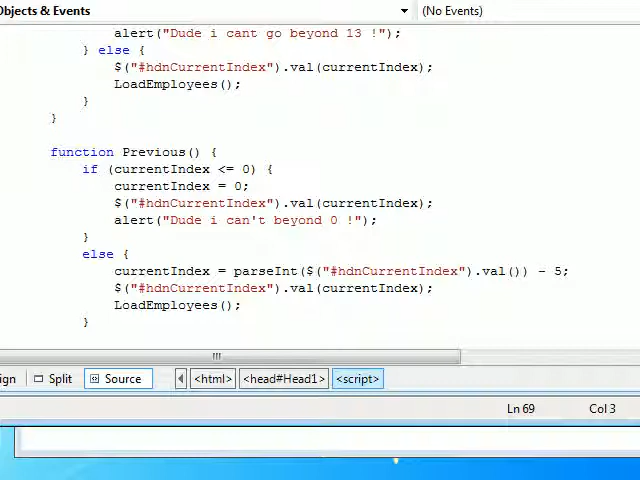 Objects & Events (No Events)
alert("Dude i cant go beyond 13 !");
} else {
$("#hdnCurrentIndex").val(currentIndex);
LoadEmployees();
}
}
function Previous() {
if (currentIndex <= 0) {
currentIndex = 0;
$("#hdnCurrentIndex").val(currentIndex);
alert("Dude i can't beyond 0 !");
}
else {
currentIndex = parseInt($("#hdnCurrentIndex").val()) - 5;
$("#hdnCurrentIndex").val(currentIndex);
LoadEmployees();
}
ign Split Source <html> <head#Head1> <script>
Ln 69 Col 3